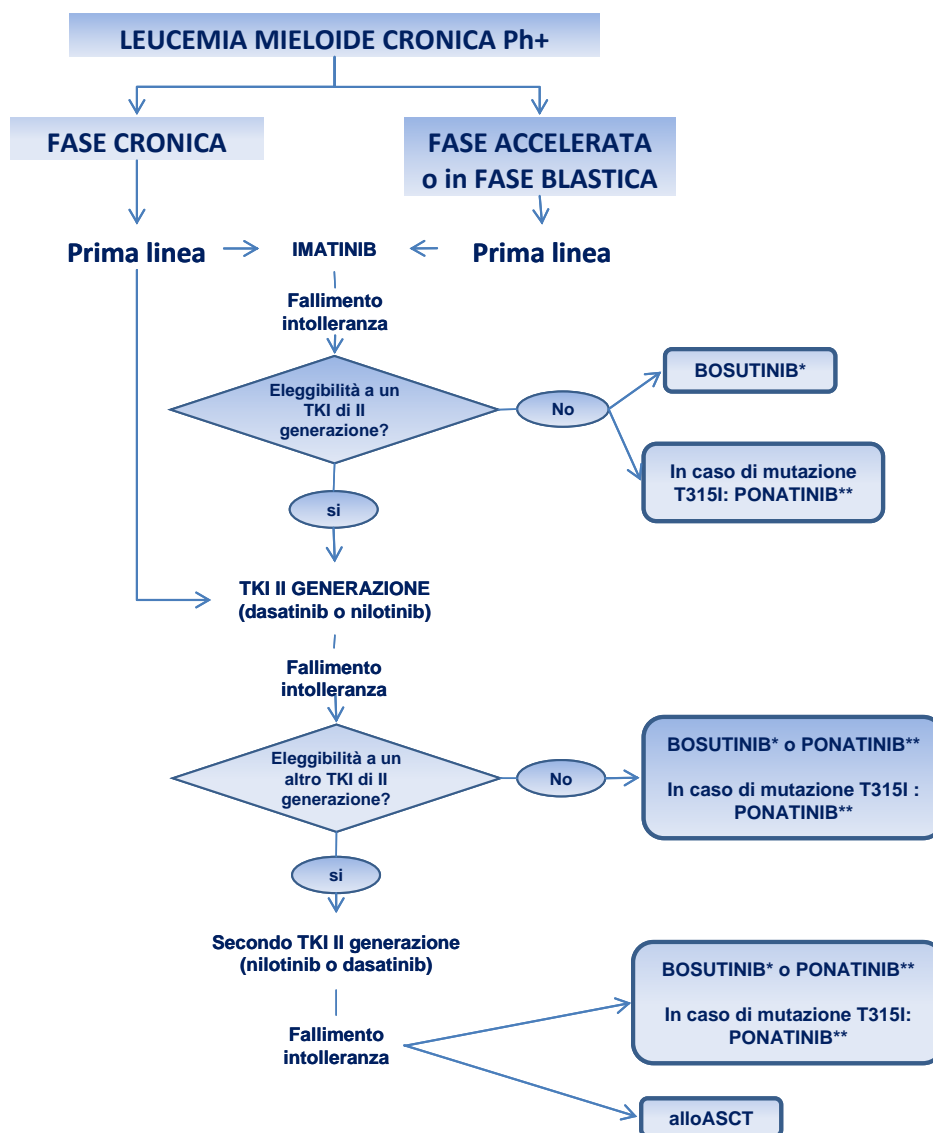 LEUCEMIA MIELOIDE CRONICA Ph+
FASE CRONICA
FASE ACCELERATA
o in FASE BLASTICA
Prima linea
IMATINIB
Prima linea
Fallimento
intolleranza
Eleggibilità a un
TKI di II
generazione?
No
BOSUTINIB*
In caso di mutazione
T315I: PONATINIB**
si
TKI II GENERAZIONE
(dasatinib o nilotinib)
Fallimento
intolleranza
Eleggibilità a un
altro TKI di II
generazione?
No
BOSUTINIB* o PONATINIB**
In caso di mutazione T315I :
PONATINIB**
si
Secondo TKI II generazione
(nilotinib o dasatinib)
Fallimento
intolleranza
BOSUTINIB* o PONATINIB**
In caso di mutazione T315I:
PONATINIB**
alloASCT